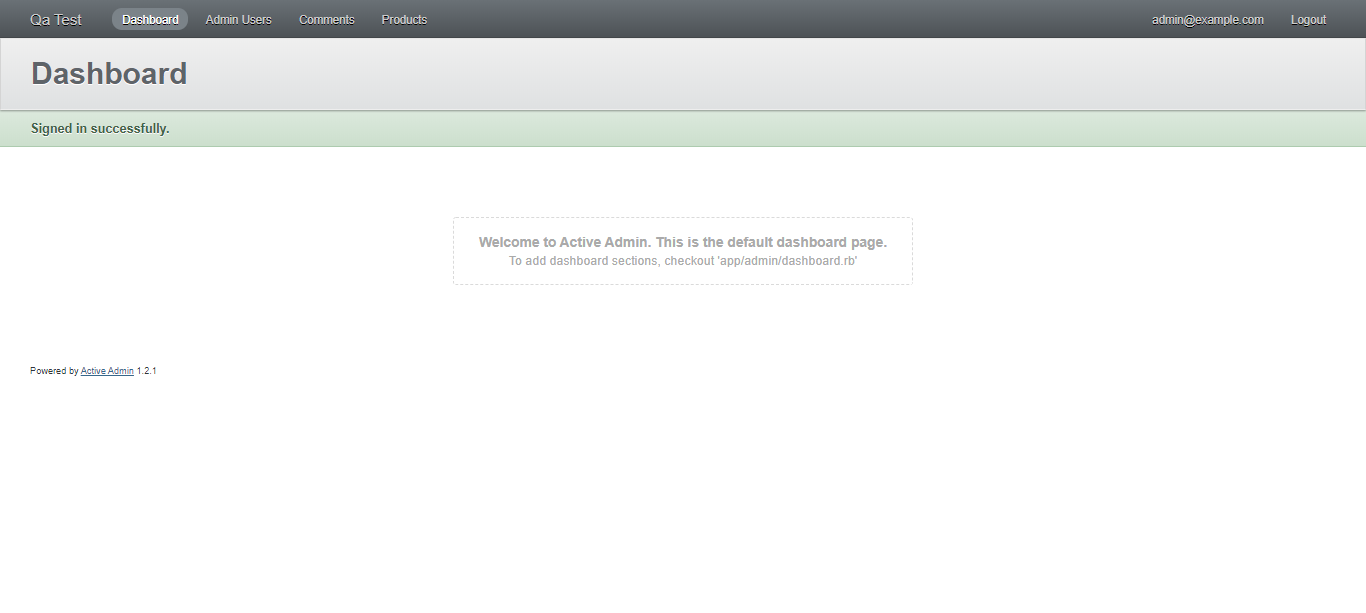 Qa Test Dashboard Admin Users Comments Products admin@example.com Logout
Dashboard
Signed in successfully.
Welcome to Active Admin. This is the default dashboard page.
To add dashboard sections, checkout 'app/admin/dashboard.rb'
Powered by Active Admin 1.2.1